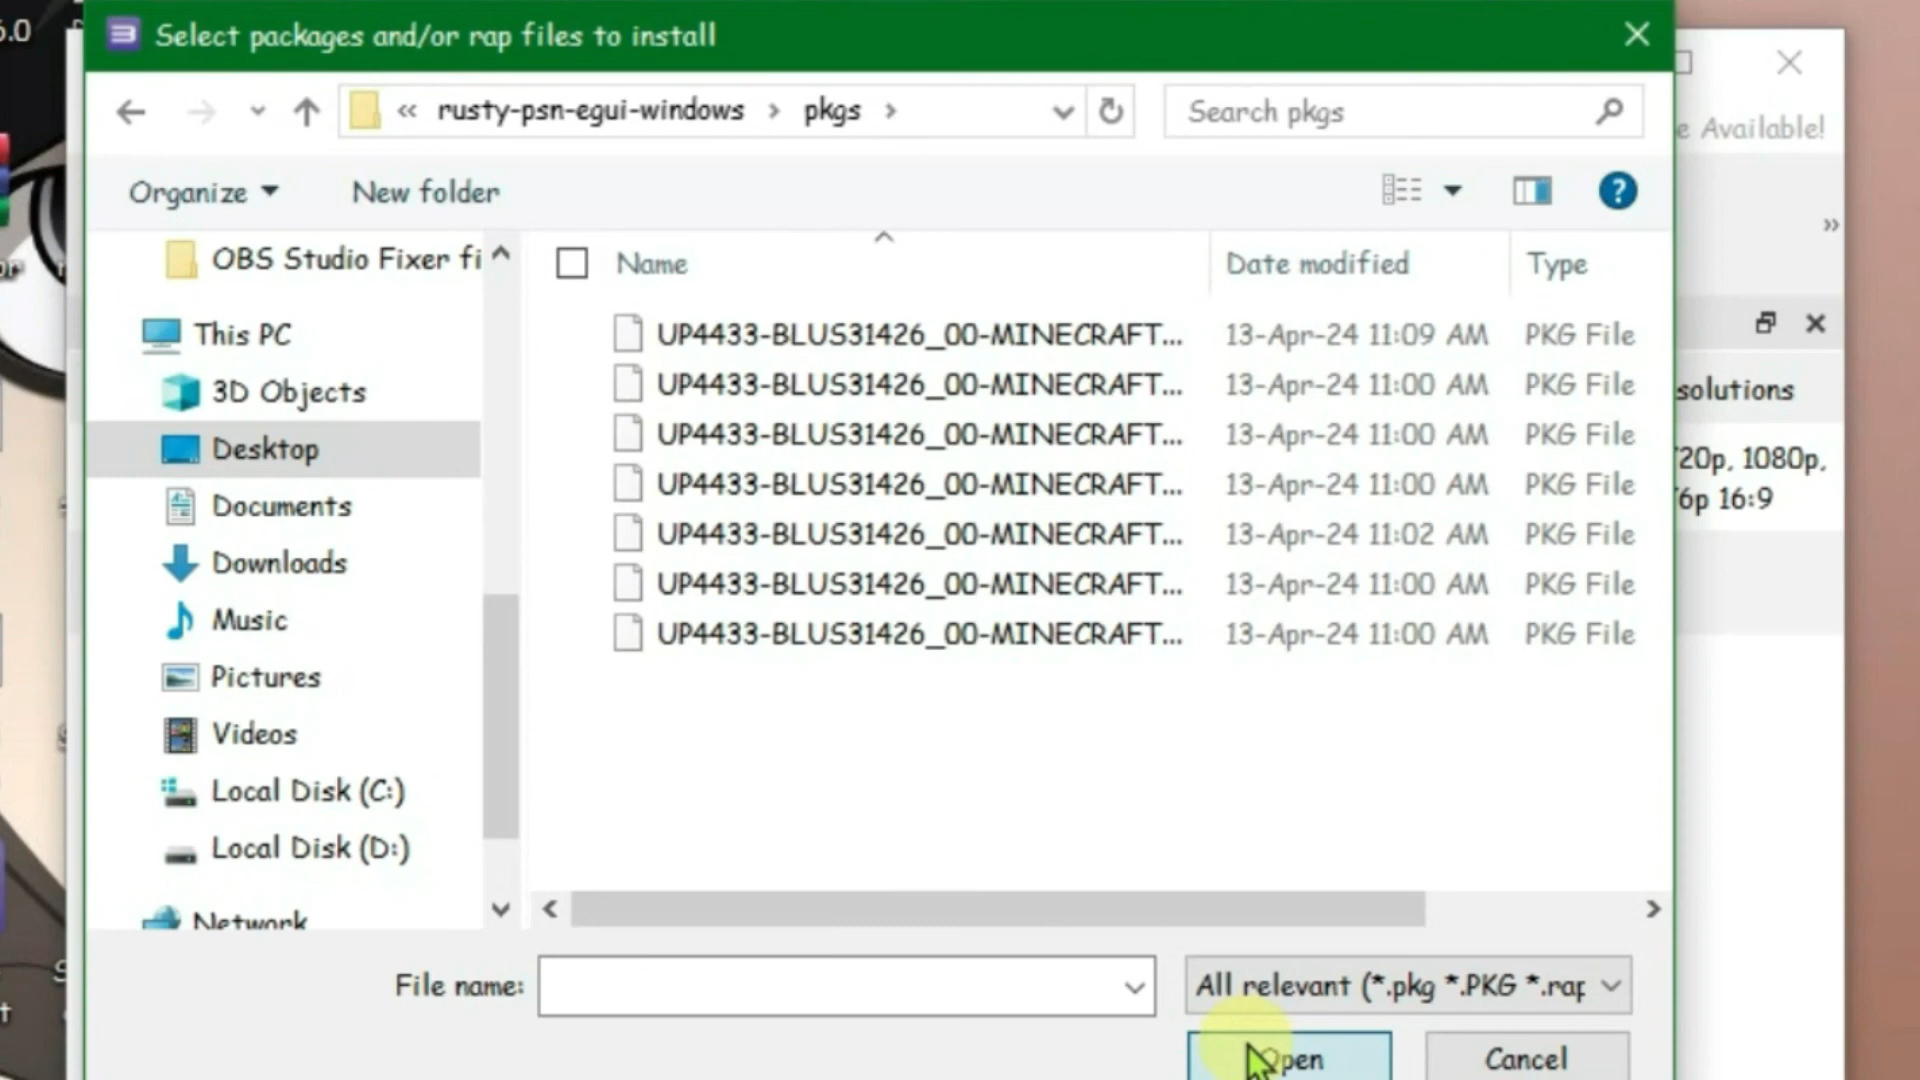 6.0
Select packages and/or rap files to install
« rusty-psn-egui-windows > pkgs >
Search pkgs
e Available!
Organize
New folder
?
»
OBS Studio Fixer fi
This PC
3D Objects
Desktop
Documents
Downloads
Music
Pictures
Videos
Local Disk (C:)
Local Disk (D:)
Network
Name
Date modified
Type
UP4433-BLUS31426_00-MINECRAFT... 13-Apr-24 11:09 AM PKG File
UP4433-BLUS31426_00-MINECRAFT... 13-Apr-24 11:00 AM PKG File
UP4433-BLUS31426_00-MINECRAFT... 13-Apr-24 11:00 AM PKG File
UP4433-BLUS31426_00-MINECRAFT... 13-Apr-24 11:00 AM PKG File
UP4433-BLUS31426_00-MINECRAFT... 13-Apr-24 11:02 AM PKG File
UP4433-BLUS31426_00-MINECRAFT... 13-Apr-24 11:00 AM PKG File
UP4433-BLUS31426_00-MINECRAFT... 13-Apr-24 11:00 AM PKG File
solutions
20p, 1080p,
6p 16:9
File name:
All relevant (*.pkg *.PKG *.rap
Open
Cancel